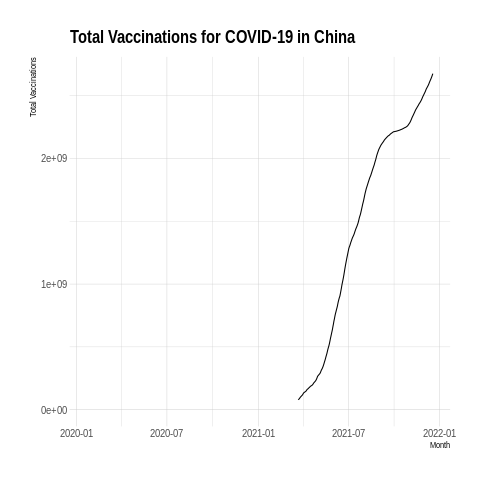 Total Vaccinations for COVID-19 in China
Total Vaccinations
2e+09
1e+09
0e+00
2020-01 2020-07 2021-01 2021-07 2022-01
Month